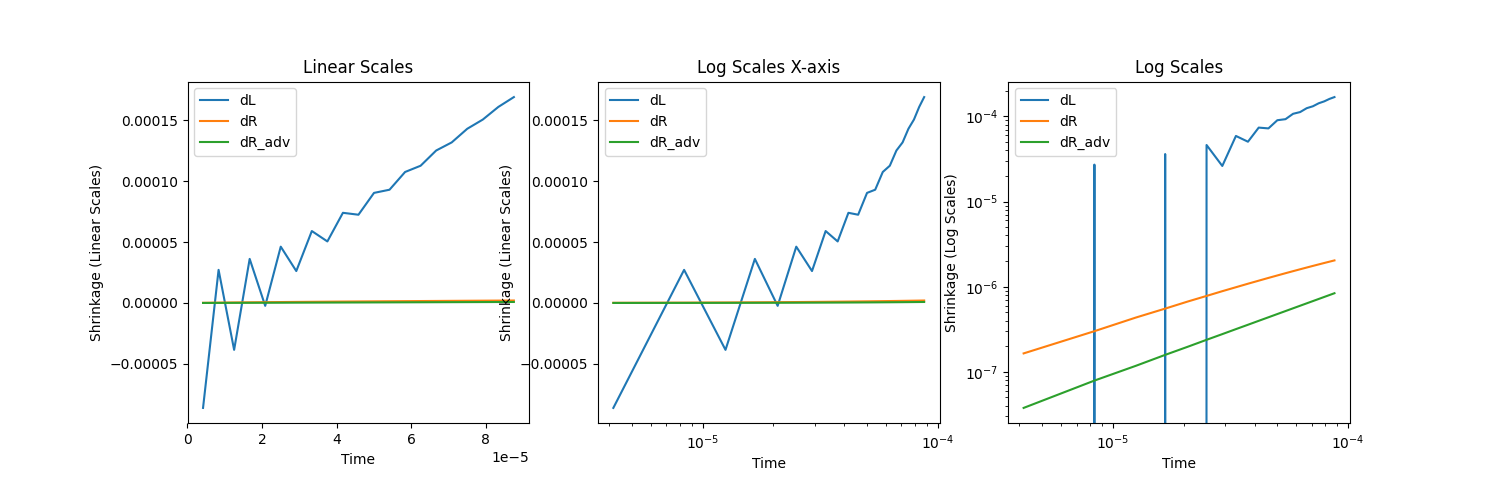 Linear Scales
dL
dR
dR_adv
Shrinkage (Linear Scales)
0.00015
0.00010
0.00005
0.00000
−0.00005
0
2
4
6
8
1e−5
Time
Log Scales X-axis
dL
dR
dR_adv
Shrinkage (Linear Scales)
0.00015
0.00010
0.00005
0.00000
−0.00005
10⁻⁵
10⁻⁴
Time
Log Scales
dL
dR
dR_adv
Shrinkage (Log Scales)
10⁻⁴
10⁻⁵
10⁻⁶
10⁻⁷
10⁻⁵
10⁻⁴
Time